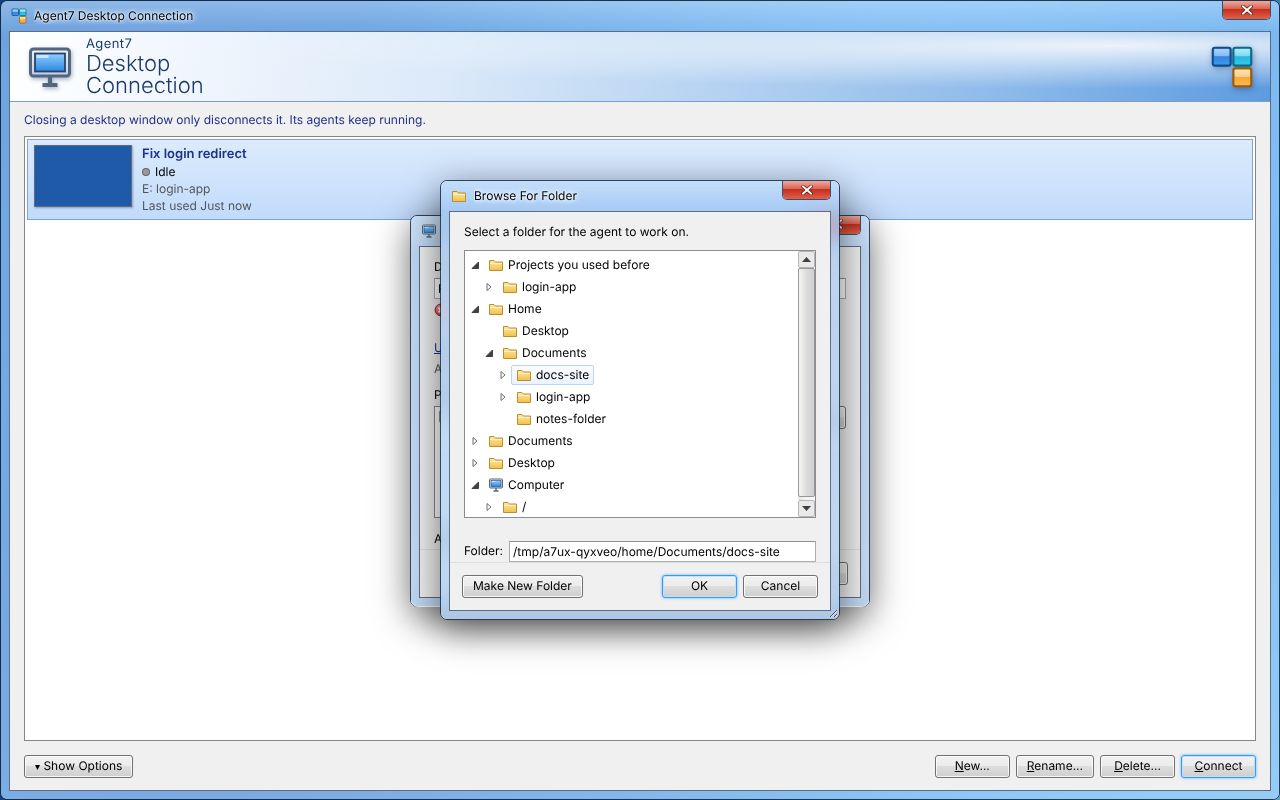 Agent7 Desktop Connection
Agent7
Desktop
Connection
Closing a desktop window only disconnects it. Its agents keep running.
Fix login redirect
Idle
E: login-app
Last used Just now
Browse For Folder
Select a folder for the agent to work on.
Projects you used before
login-app
Home
Desktop
Documents
docs-site
login-app
notes-folder
Documents
Desktop
Computer
/
Folder: /tmp/a7ux-qyxveo/home/Documents/docs-site
Make New Folder OK Cancel
Show Options New... Rename... Delete... Connect